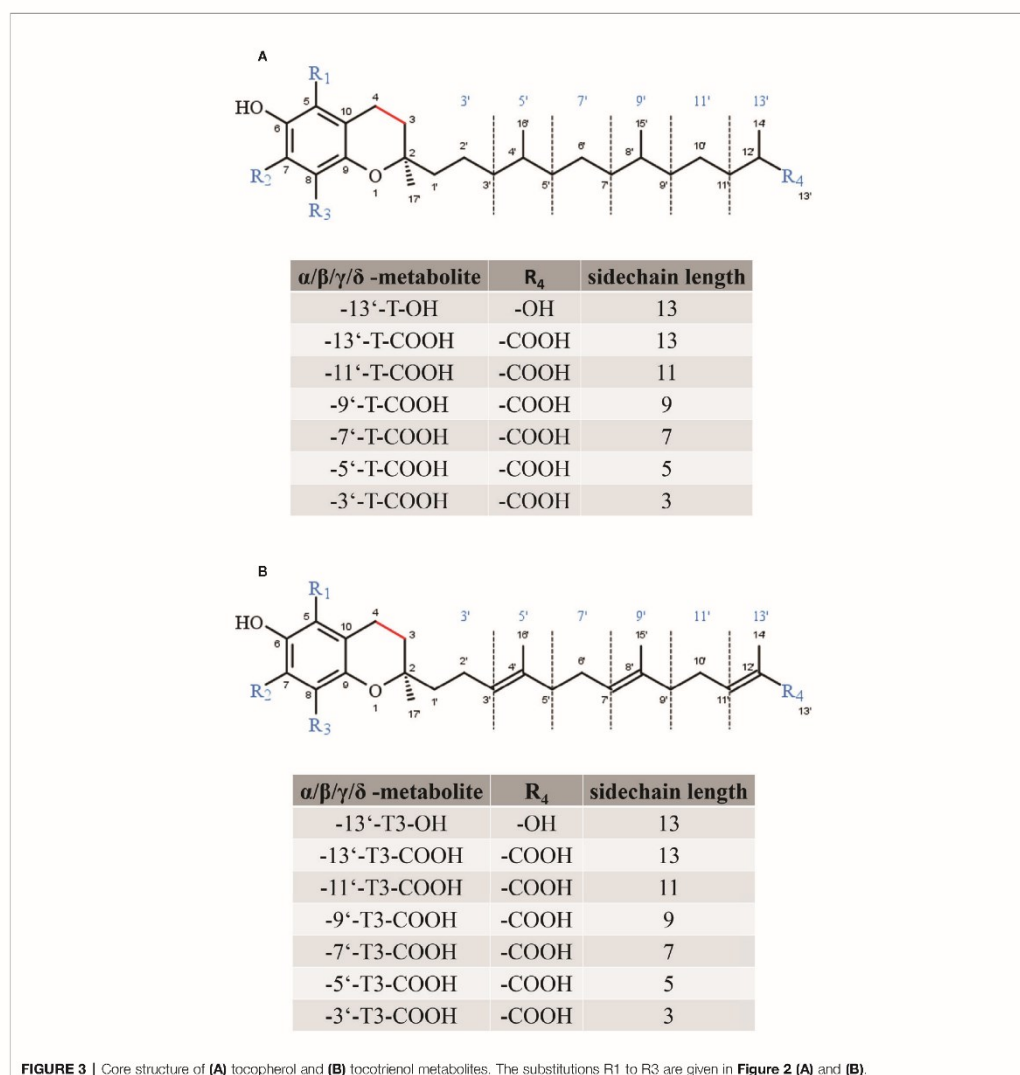 A
R1
5
4
3' 5' 7' 9' 11' 13'
HO
10
3
16'
15'
14'
6
2'
4'
6'
8'
10'
12'
2
R2
7
8
9
O
1
1'
3'
5'
7'
9'
11'
R4
17'
13'
R3
α/β/γ/δ -metabolite R4 sidechain length
-13‘-T-OH -OH 13
-13‘-T-COOH -COOH 13
-11‘-T-COOH -COOH 11
-9‘-T-COOH -COOH 9
-7‘-T-COOH -COOH 7
-5‘-T-COOH -COOH 5
-3‘-T-COOH -COOH 3
B
R1
5
4
3' 5' 7' 9' 11' 13'
HO
10
3
16'
15'
14'
6
2'
4'
6'
8'
10'
12'
2
R2
7
8
9
O
1
1'
3'
5'
7'
9'
11'
R4
17'
13'
R3
α/β/γ/δ -metabolite R4 sidechain length
-13‘-T3-OH -OH 13
-13‘-T3-COOH -COOH 13
-11‘-T3-COOH -COOH 11
-9‘-T3-COOH -COOH 9
-7‘-T3-COOH -COOH 7
-5‘-T3-COOH -COOH 5
-3‘-T3-COOH -COOH 3
FIGURE 3 | Core structure of (A) tocopherol and (B) tocotrienol metabolites. The substitutions R1 to R3 are given in Figure 2 (A) and (B).